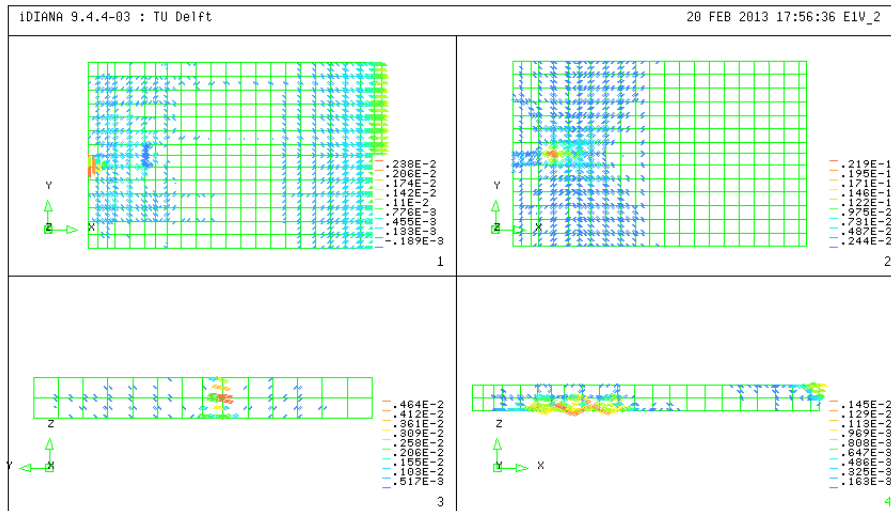 iDIANA 9.4.4-03 : TU Delft
20 FEB 2013 17:56:36 E1V_2
.238E-2
.206E-2
.174E-2
.142E-2
.11E-2
.776E-3
.455E-3
.133E-3
-.189E-3
Y
Z X
1
.219E-1
.195E-1
.171E-1
.146E-1
.122E-1
.975E-2
.731E-2
.487E-2
.244E-2
Y
Z X
2
.464E-2
.412E-2
.361E-2
.309E-2
.258E-2
.206E-2
.155E-2
.103E-2
.517E-3
Z
Y X
3
.145E-2
.129E-2
.113E-2
.969E-3
.808E-3
.647E-3
.486E-3
.325E-3
.163E-3
Z
Y X
4